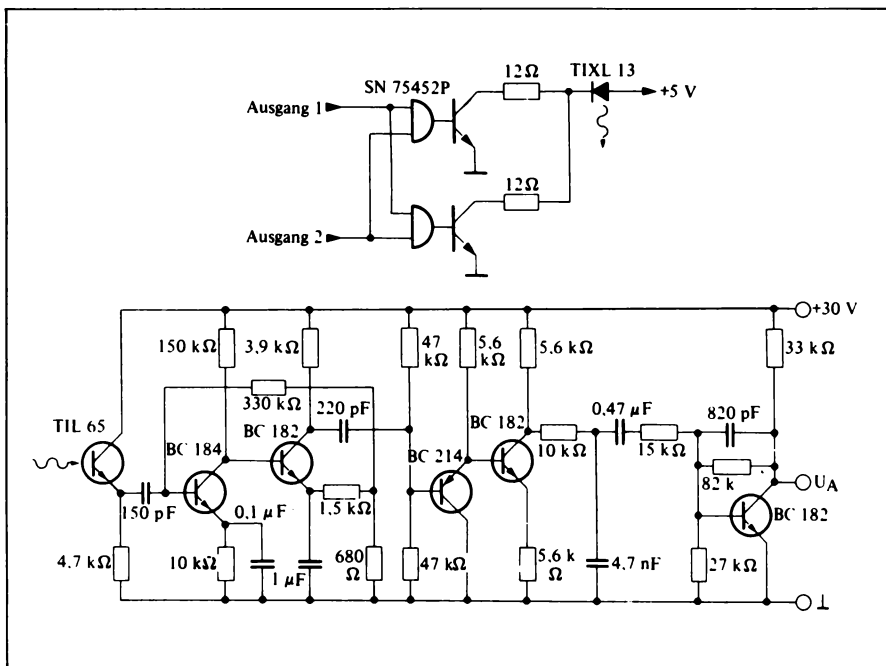 SN 75452P
12Ω
TIXL 13
+5 V
Ausgang 1
12Ω
Ausgang 2
+30 V
150 kΩ
3,9 kΩ
47 kΩ
5,6 kΩ
5,6 kΩ
33 kΩ
330 kΩ
220 pF
0,47 µF
820 pF
TIL 65
BC 184
BC 182
BC 214
BC 182
10 kΩ
15 kΩ
82 k
UA
BC 182
150 pF
0,1 µF
1,5 kΩ
4,7 kΩ
10 kΩ
1 µF
680 Ω
47 kΩ
5,6 k Ω
4,7 nF
27 kΩ
⊥